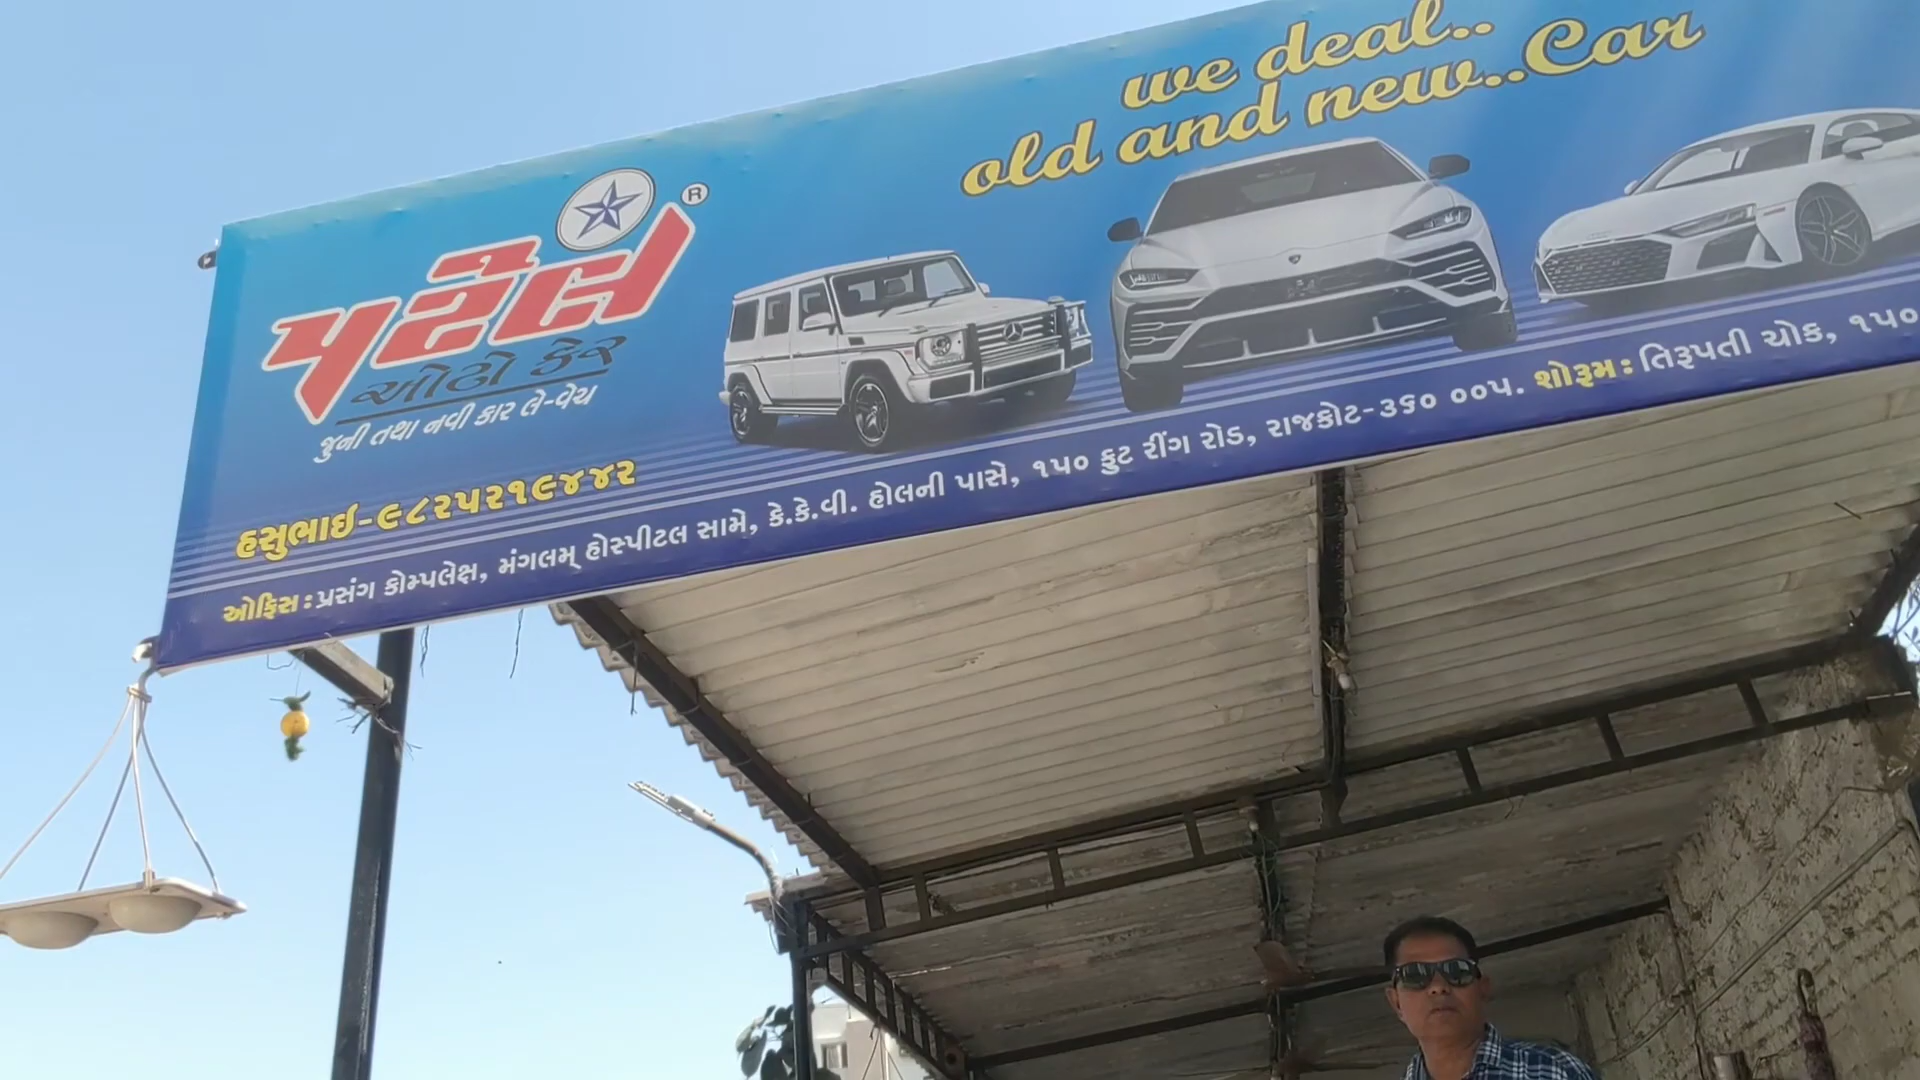 we deal..
old and new..Car
પટેલ ®
ઓટો કેર
જુની તથા નવી કાર લે-વેચ
હસુભાઇ-૯૮૨૫૨૧૯૪૪૨
ઓફિસ : પ્રસંગ કોમ્પલેક્ષ, મંગલમ્ હોસ્પીટલ સામે, કે.કે.વી. હોલની પાસે, ૧૫૦ ફુટ રીંગ રોડ, રાજકોટ-૩૬૦ ૦૦૫. શોરૂમ : તિરૂપતી ચોક, ૧૫૦